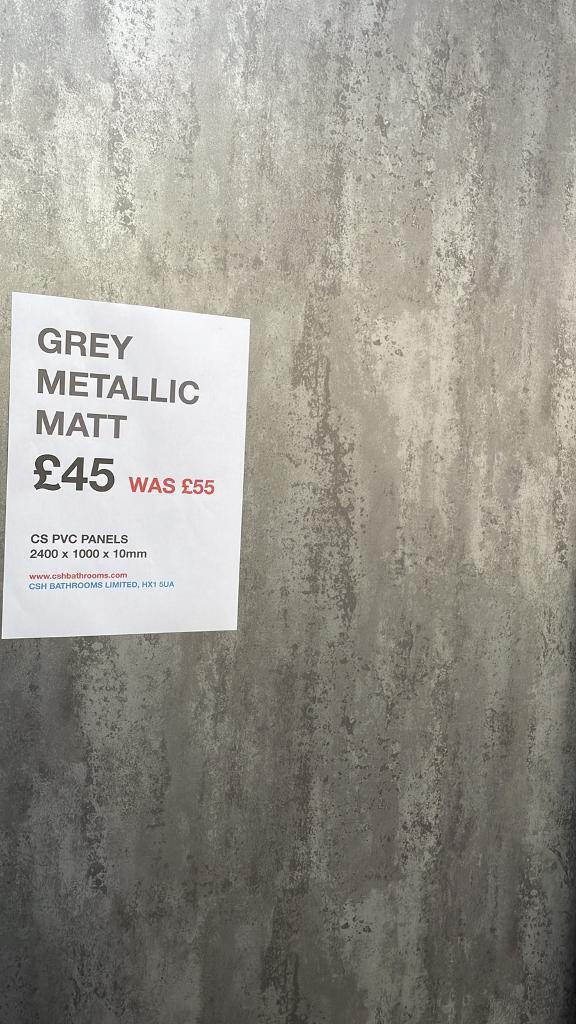 GREY
METALLIC
MATT
£45 WAS £55
CS PVC PANELS
2400 x 1000 x 10mm
www.cshbathrooms.com
CSH BATHROOMS LIMITED, HX1 5UA